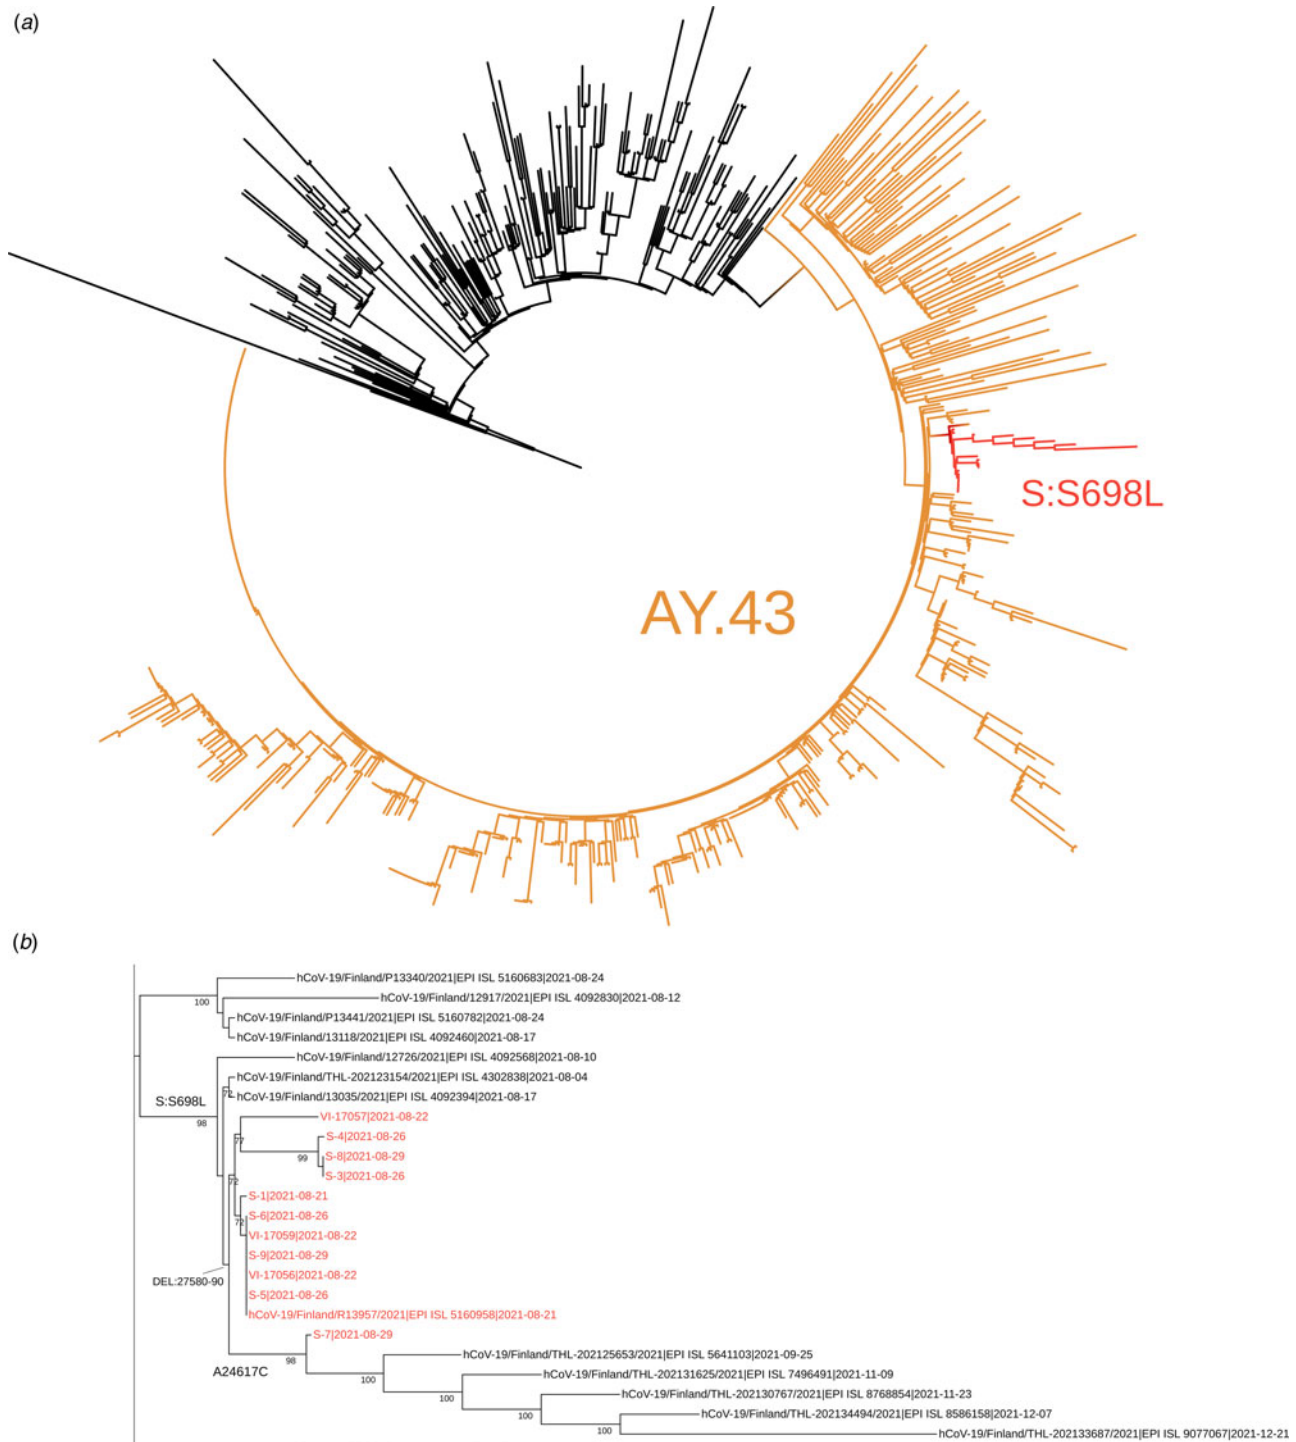 (a)
S:S698L
AY.43
(b)
hCoV-19/Finland/P13340/2021|EPI ISL 5160683|2021-08-24
100
hCoV-19/Finland/12917/2021|EPI ISL 4092830|2021-08-12
hCoV-19/Finland/P13441/2021|EPI ISL 5160782|2021-08-24
hCoV-19/Finland/13118/2021|EPI ISL 4092460|2021-08-17
hCoV-19/Finland/12726/2021|EPI ISL 4092568|2021-08-10
hCoV-19/Finland/THL-202123154/2021|EPI ISL 4302838|2021-08-04
72
S:S698L
hCoV-19/Finland/13035/2021|EPI ISL 4092394|2021-08-17
98
VI-17057|2021-08-22
77
S-4|2021-08-26
99
S-8|2021-08-29
S-3|2021-08-26
72
S-1|2021-08-21
S-6|2021-08-26
72
VI-17059|2021-08-22
S-9|2021-08-29
VI-17056|2021-08-22
DEL:27580-90
S-5|2021-08-26
hCoV-19/Finland/R13957/2021|EPI ISL 5160958|2021-08-21
S-7|2021-08-29
98
hCoV-19/Finland/THL-202125653/2021|EPI ISL 5641103|2021-09-25
A24617C
100
hCoV-19/Finland/THL-202131625/2021|EPI ISL 7496491|2021-11-09
100
hCoV-19/Finland/THL-202130767/2021|EPI ISL 8768854|2021-11-23
100
hCoV-19/Finland/THL-202134494/2021|EPI ISL 8586158|2021-12-07
100
hCoV-19/Finland/THL-202133687/2021|EPI ISL 9077067|2021-12-21